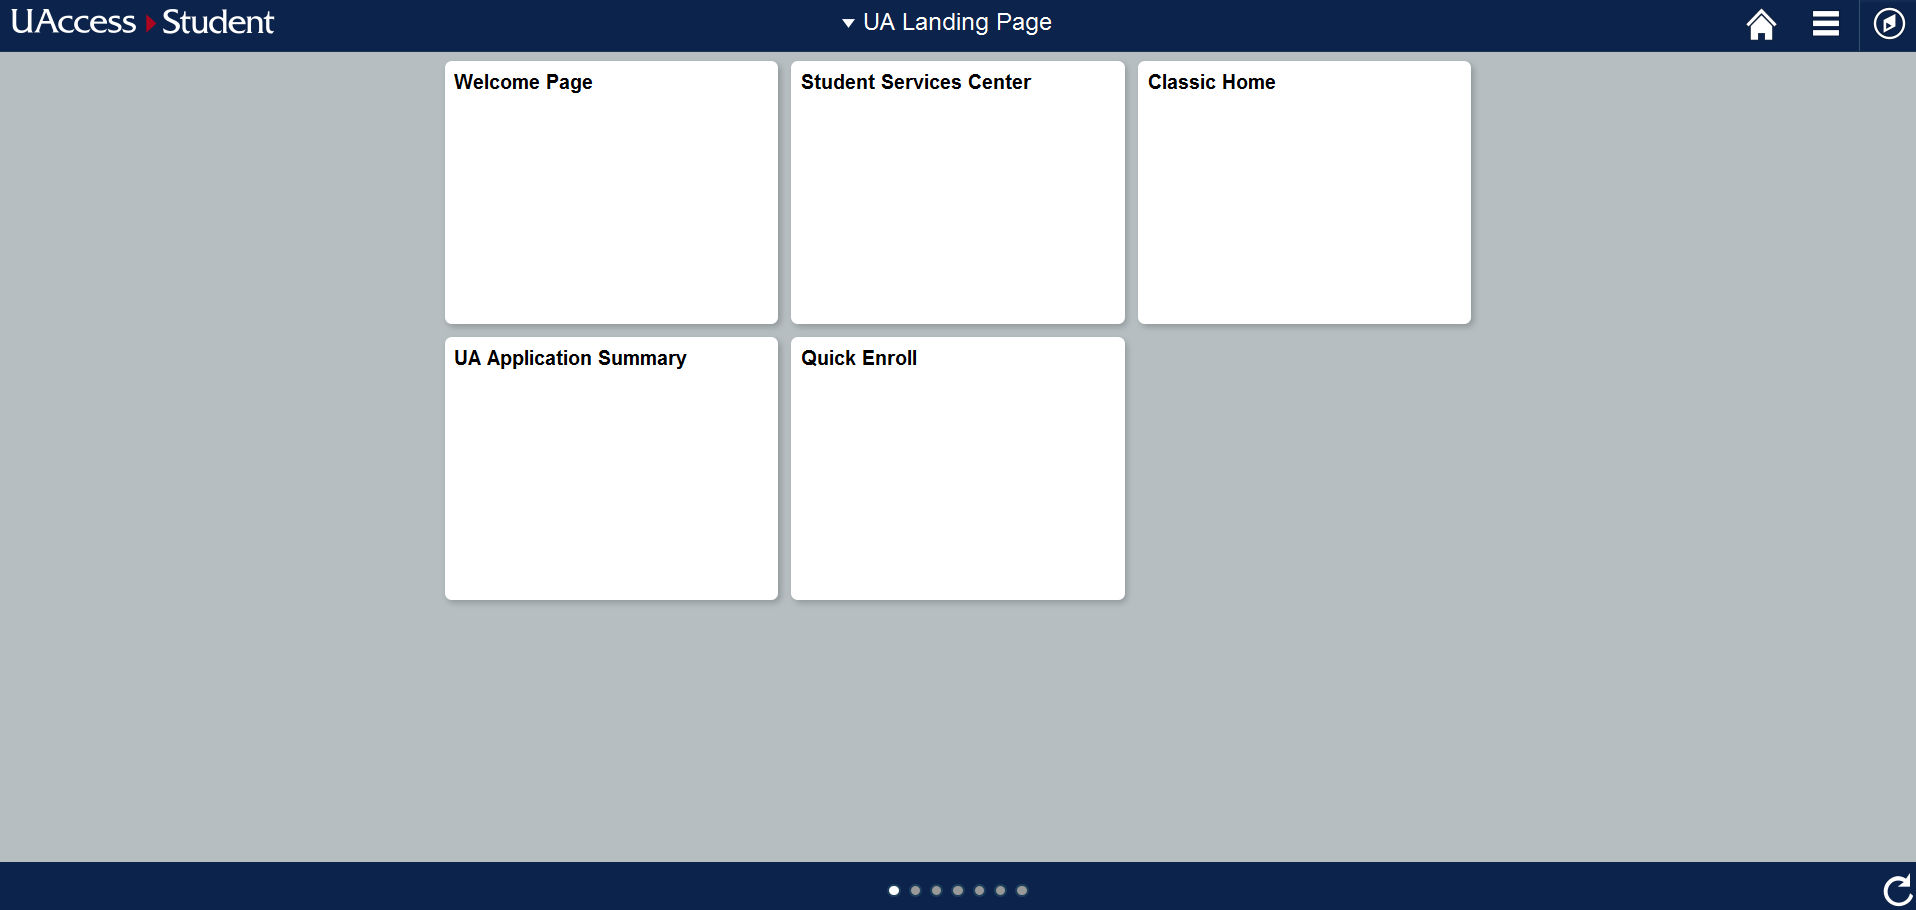 UAccess Student
UA Landing Page
Welcome Page
Student Services Center
Classic Home
UA Application Summary
Quick Enroll